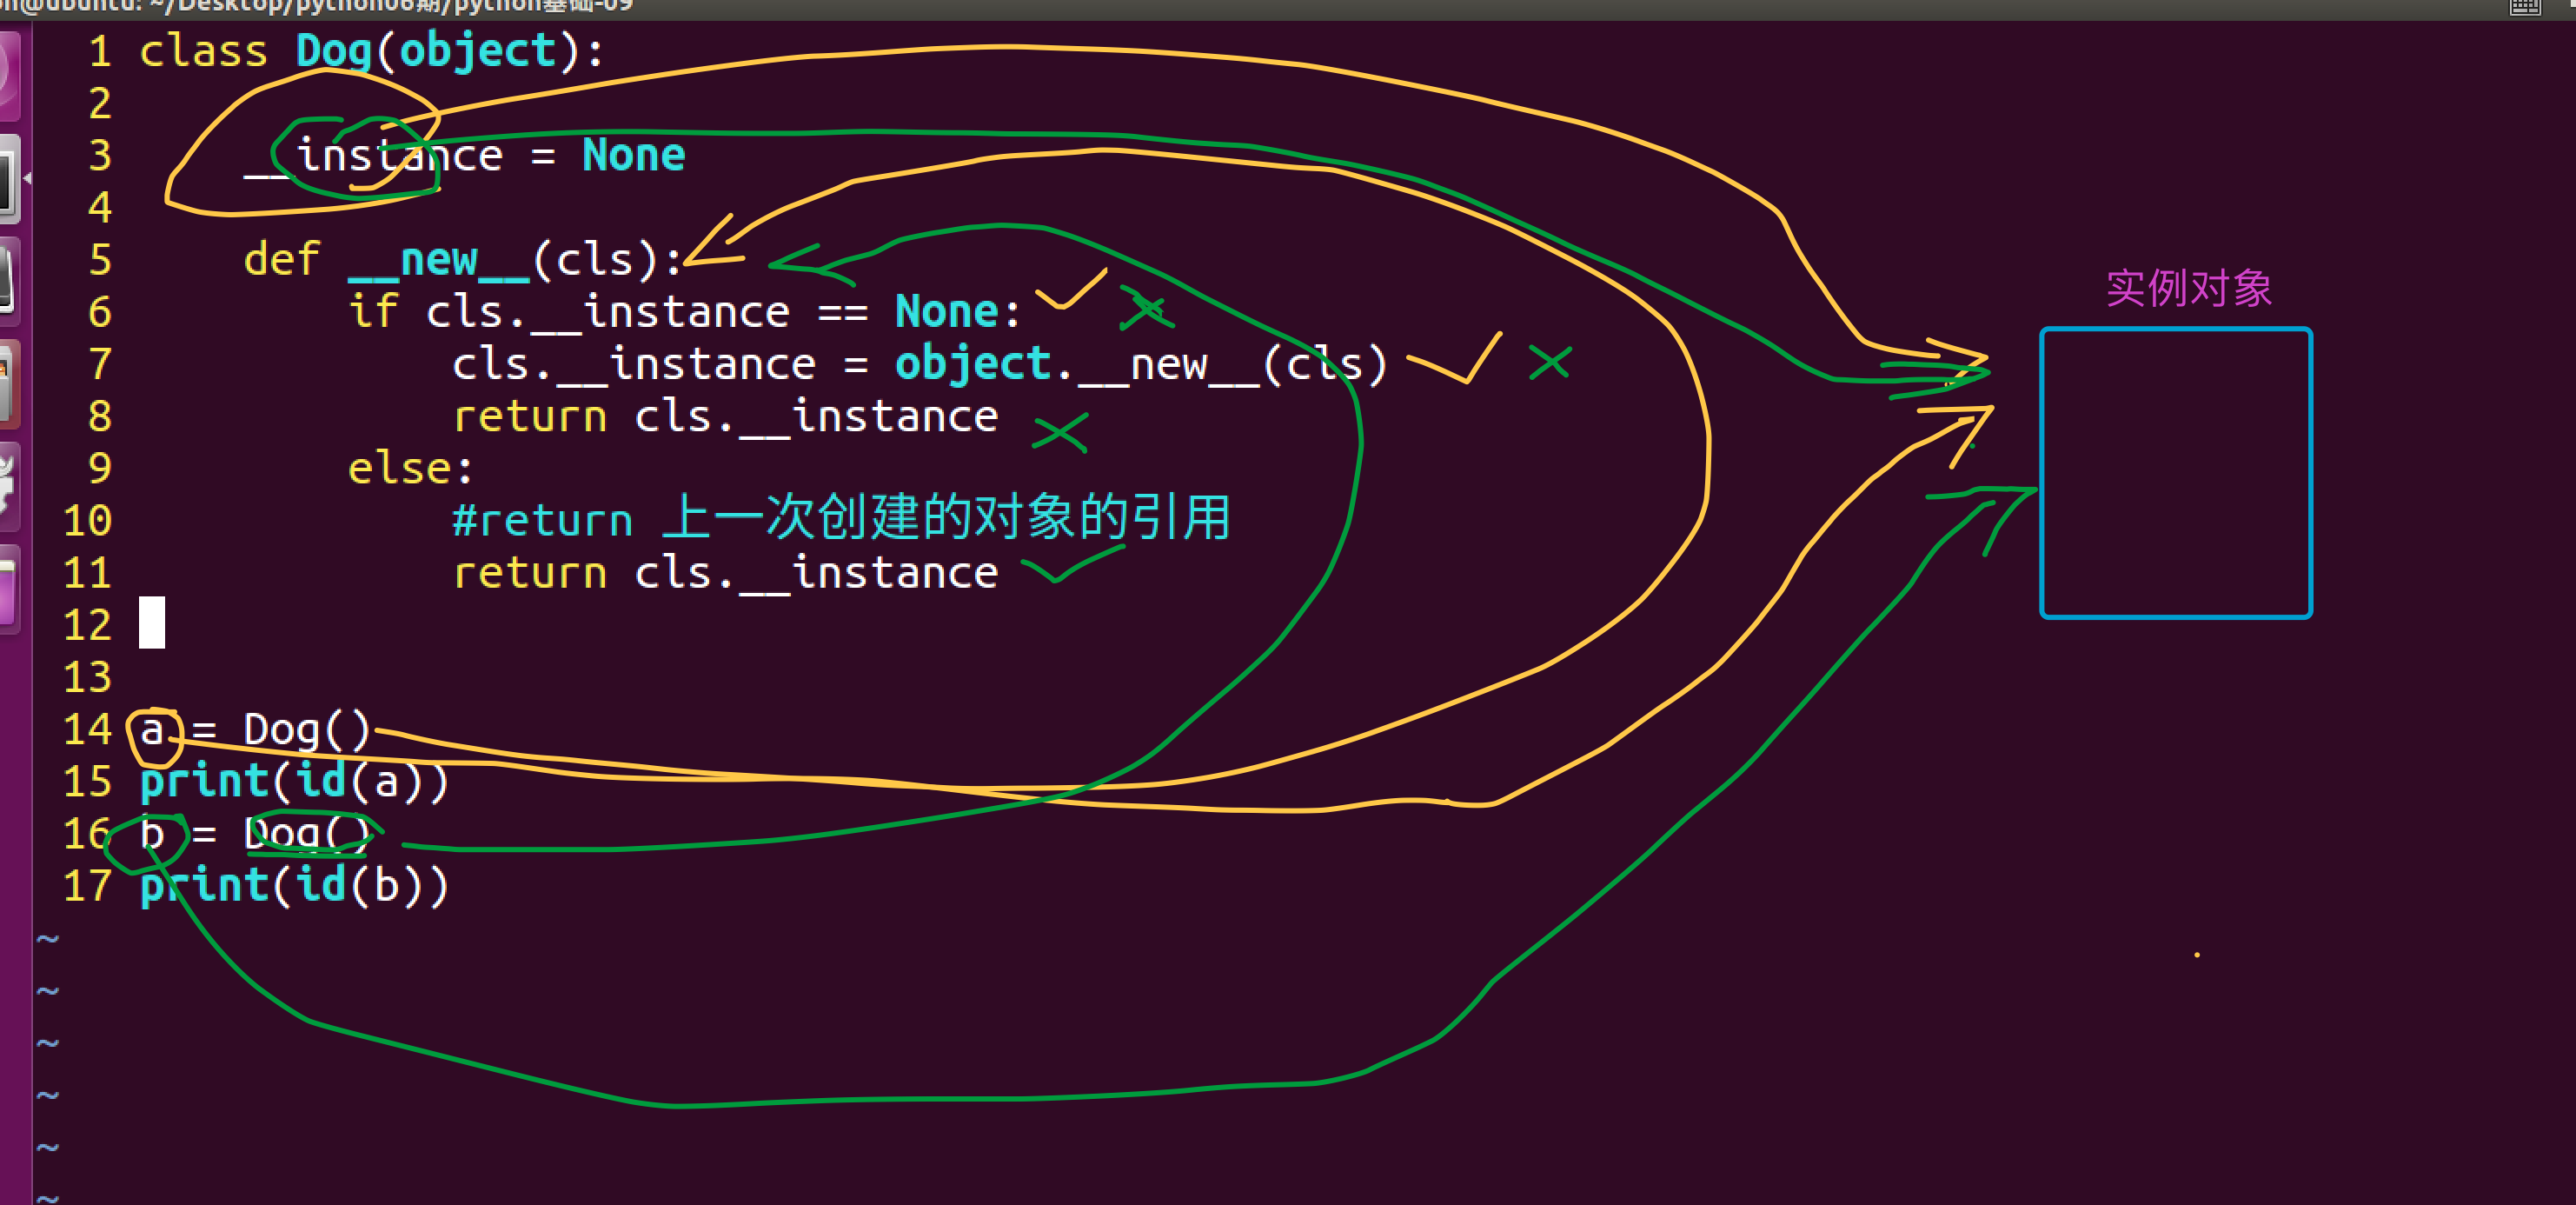 on@ubuntu: ~/Desktop/python06期/python基础-09
1 class Dog(object):
2
3     __instance = None
4
5     def __new__(cls):
6         if cls.__instance == None:
7             cls.__instance = object.__new__(cls)
8             return cls.__instance
9         else:
10             #return 上一次创建的对象的引用
11             return cls.__instance
12
13
14 a = Dog()
15 print(id(a))
16 b = Dog()
17 print(id(b))
~
~
~
~
~
~
实例对象